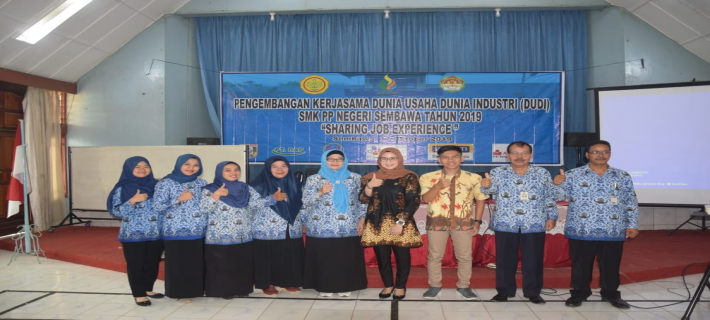 PENGEMBANGAN KERJASAMA DUNIA USAHA DUNIA INDUSTRI (DUDI)
SMK PP NEGERI SEMBAWA TAHUN 2019
"SHARING JOB EXPERIENCE"